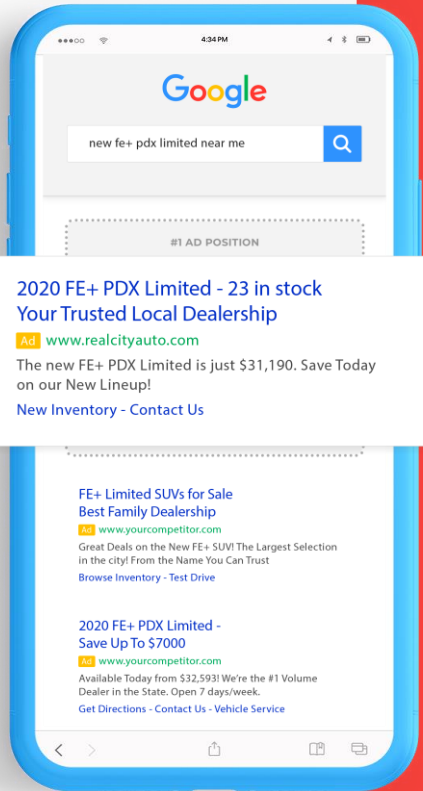 4:34 PM
Google
new fe+ pdx limited near me
#1 AD POSITION
2020 FE+ PDX Limited - 23 in stock
Your Trusted Local Dealership
Ad www.realcityauto.com
The new FE+ PDX Limited is just $31,190. Save Today
on our New Lineup!
New Inventory - Contact Us
FE+ Limited SUVs for Sale
Best Family Dealership
Ad www.yourcompetitor.com
Great Deals on the New FE+ SUV! The Largest Selection
in the city! From the Name You Can Trust
Browse Inventory - Test Drive
2020 FE+ PDX Limited -
Save Up To $7000
Ad www.yourcompetitor.com
Available Today from $32,593! We're the #1 Volume
Dealer in the State. Open 7 days/week.
Get Directions - Contact Us - Vehicle Service